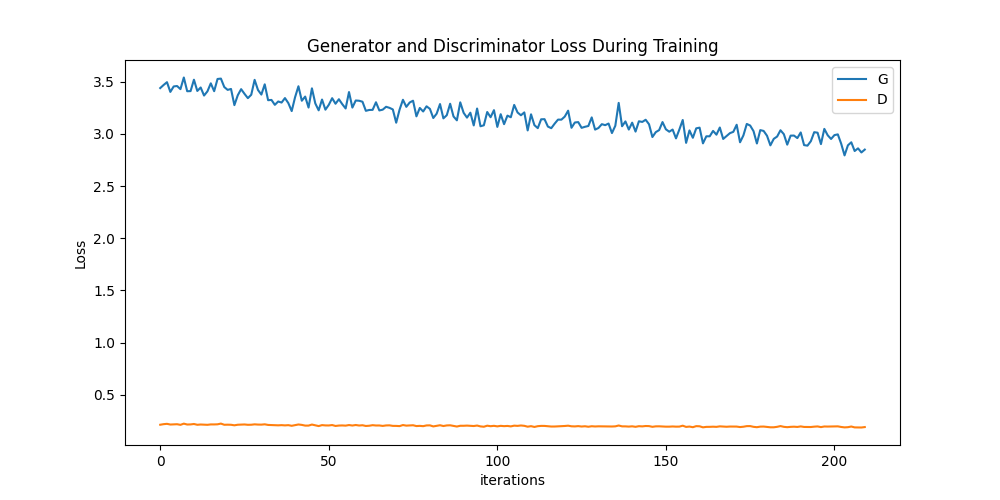 Generator and Discriminator Loss During Training
G
D
3.5
3.0
2.5
2.0
1.5
1.0
0.5
Loss
0 50 100 150 200
iterations